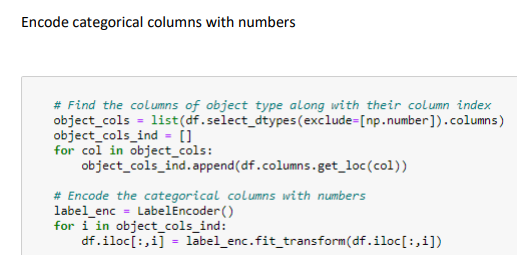 Encode categorical columns with numbers
# Find the columns of object type along with their column index
object_cols = list(df.select_dtypes(exclude=[np.number]).columns)
object_cols_ind = []
for col in object_cols:
    object_cols_ind.append(df.columns.get_loc(col))
# Encode the categorical columns with numbers
label_enc = LabelEncoder()
for i in object_cols_ind:
    df.iloc[:,i] = label_enc.fit_transform(df.iloc[:,i])